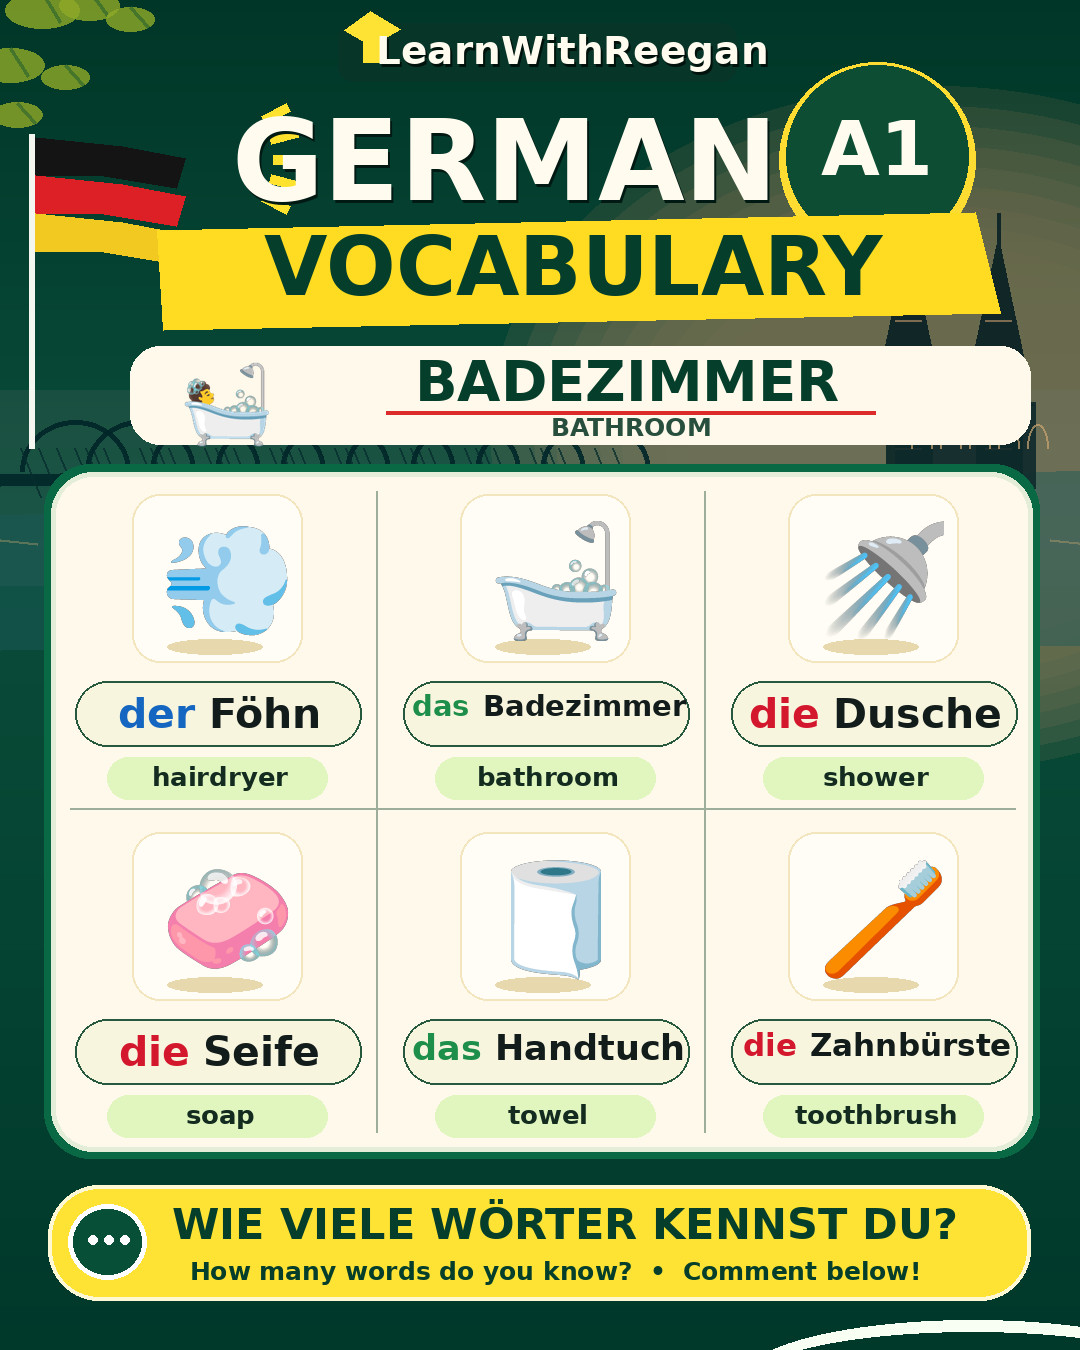 LearnWithReegan
GERMAN
A1
VOCABULARY
BADEZIMMER
BATHROOM
der Föhn
das Badezimmer
die Dusche
hairdryer
bathroom
shower
die Seife
das Handtuch
die Zahnbürste
soap
towel
toothbrush
WIE VIELE WÖRTER KENNST DU?
How many words do you know? • Comment below!